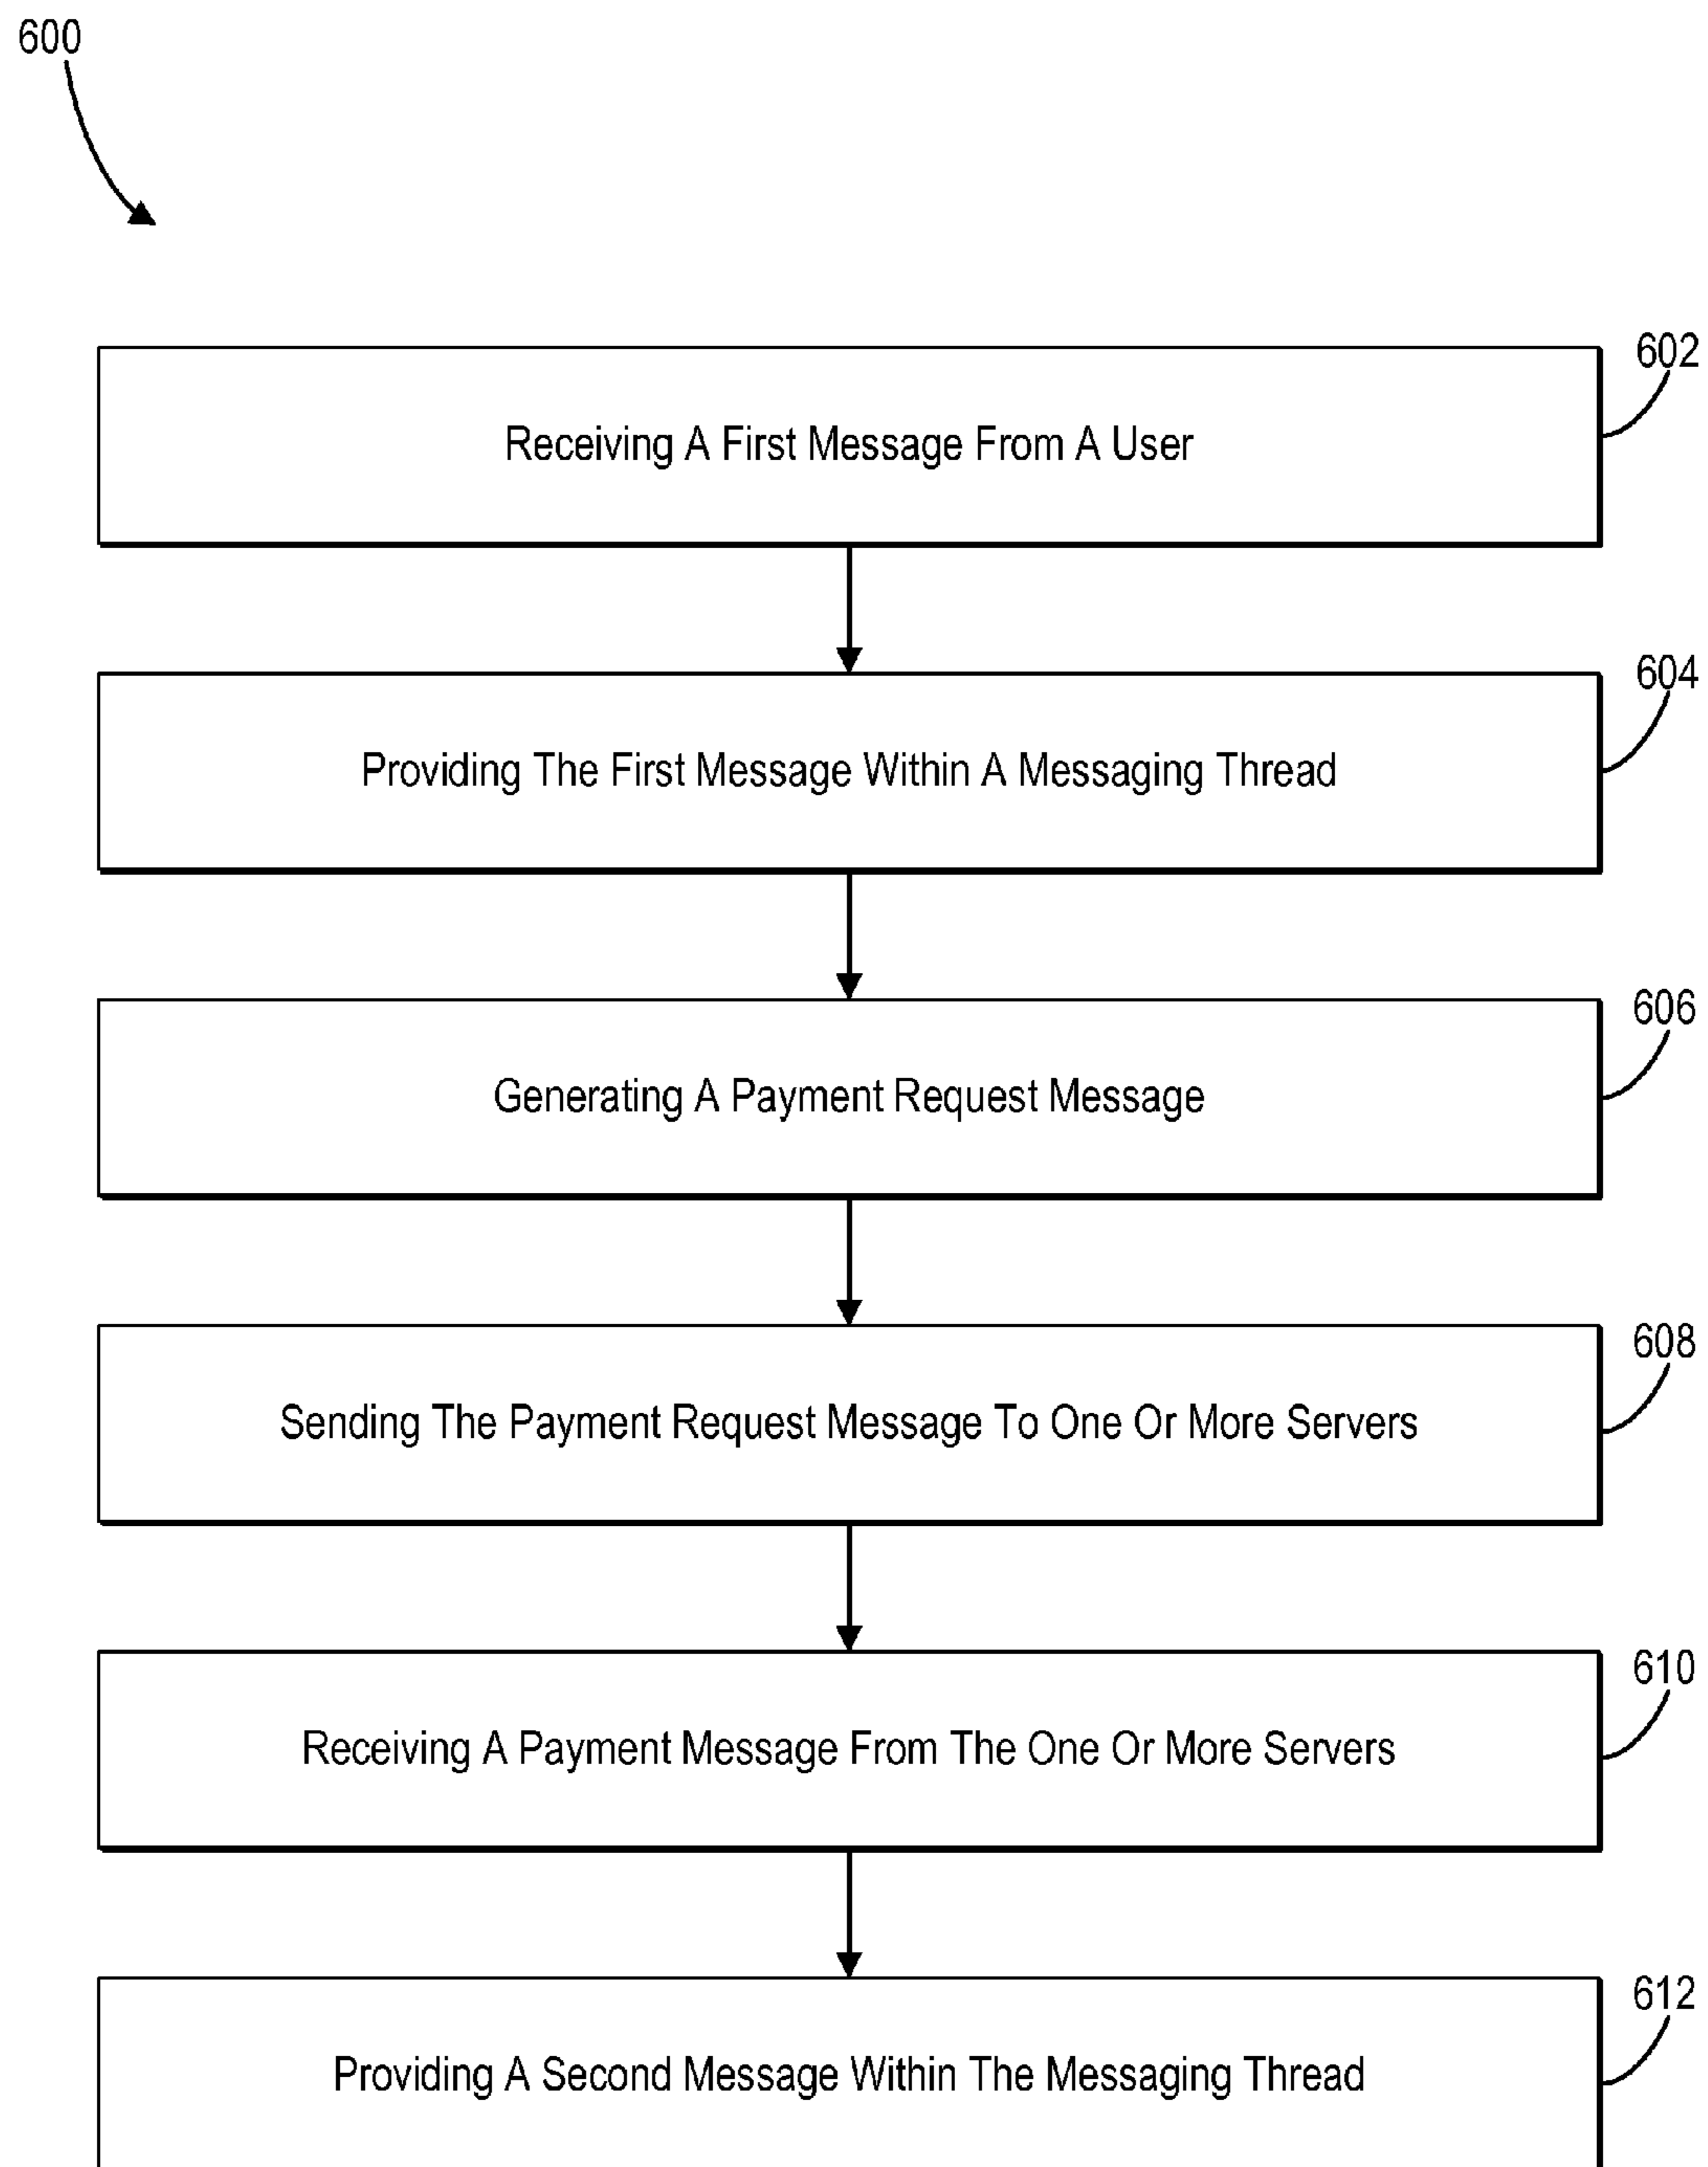 600
602
Receiving A First Message From A User
604
Providing The First Message Within A Messaging Thread
606
Generating A Payment Request Message
608
Sending The Payment Request Message To One Or More Servers
610
Receiving A Payment Message From The One Or More Servers
612
Providing A Second Message Within The Messaging Thread